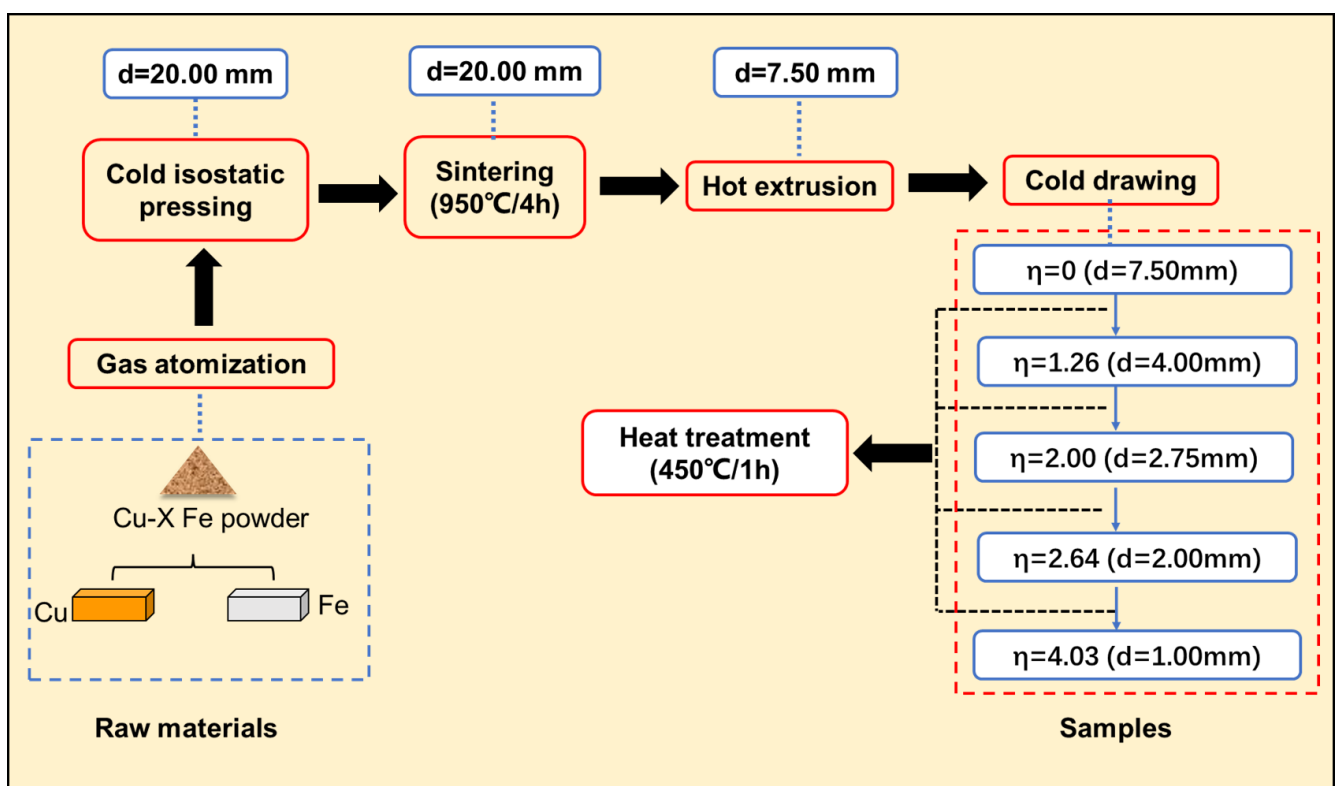 d=20.00 mm
d=20.00 mm
d=7.50 mm
Cold isostatic
pressing
Sintering
(950℃/4h)
Hot extrusion
Cold drawing
η=0 (d=7.50mm)
η=1.26 (d=4.00mm)
η=2.00 (d=2.75mm)
η=2.64 (d=2.00mm)
η=4.03 (d=1.00mm)
Gas atomization
Heat treatment
(450℃/1h)
Cu-X Fe powder
Cu
Fe
Raw materials
Samples